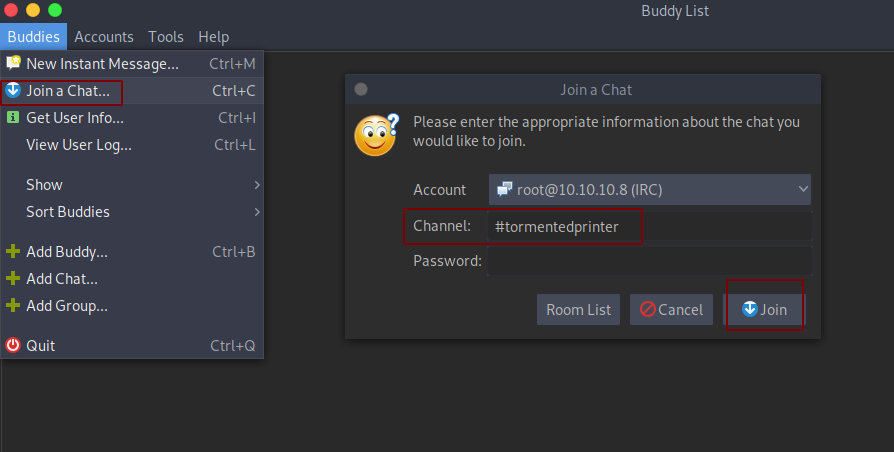 Buddy List
Buddies Accounts Tools Help
New Instant Message... Ctrl+M
Join a Chat... Ctrl+C
Get User Info... Ctrl+I
View User Log... Ctrl+L
Show
Sort Buddies
Add Buddy... Ctrl+B
Add Chat...
Add Group...
Quit Ctrl+Q
Join a Chat
Please enter the appropriate information about the chat you
would like to join.
Account root@10.10.10.8 (IRC)
Channel: #tormentedprinter
Password:
Room List Cancel Join